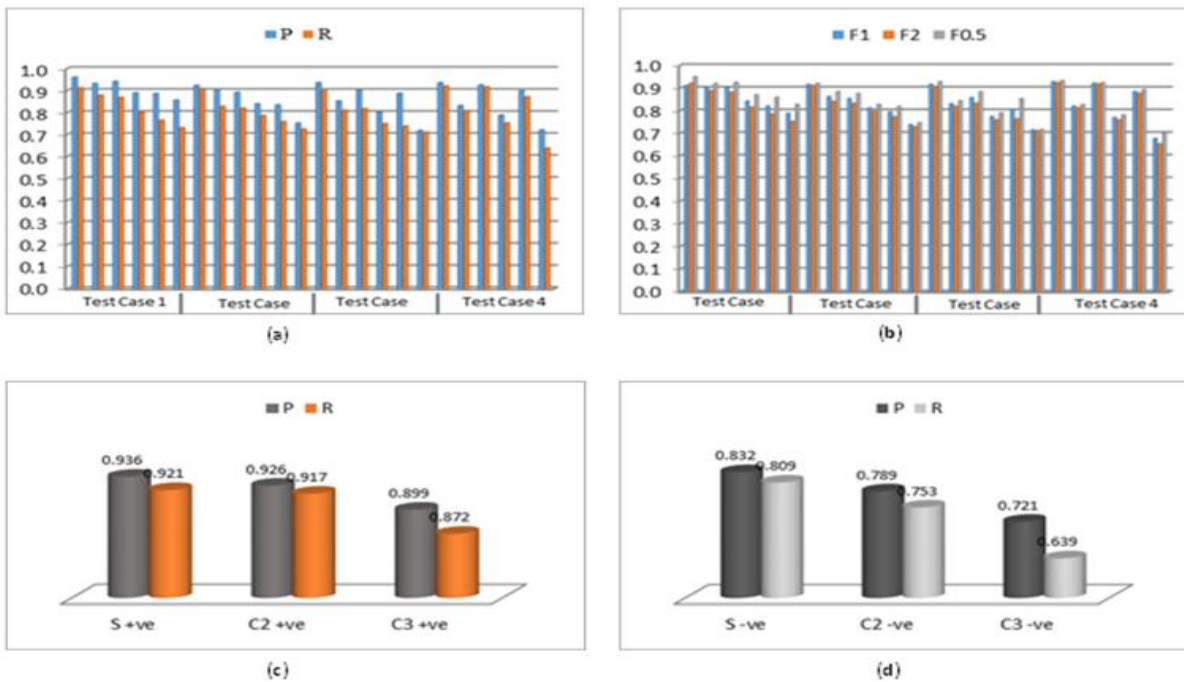 P R
1.0
0.9
0.8
0.7
0.6
0.5
0.4
0.3
0.2
0.1
0.0
Test Case 1 Test Case Test Case Test Case 4
(a)
F1 F2 F0.5
1.0
0.9
0.8
0.7
0.6
0.5
0.4
0.3
0.2
0.1
0.0
Test Case Test Case Test Case Test Case 4
(b)
P R
0.936 0.921 0.926 0.917 0.899 0.872
S +ve C2 +ve C3 +ve
(c)
P R
0.832 0.809 0.789 0.753 0.721 0.639
S -ve C2 -ve C3 -ve
(d)